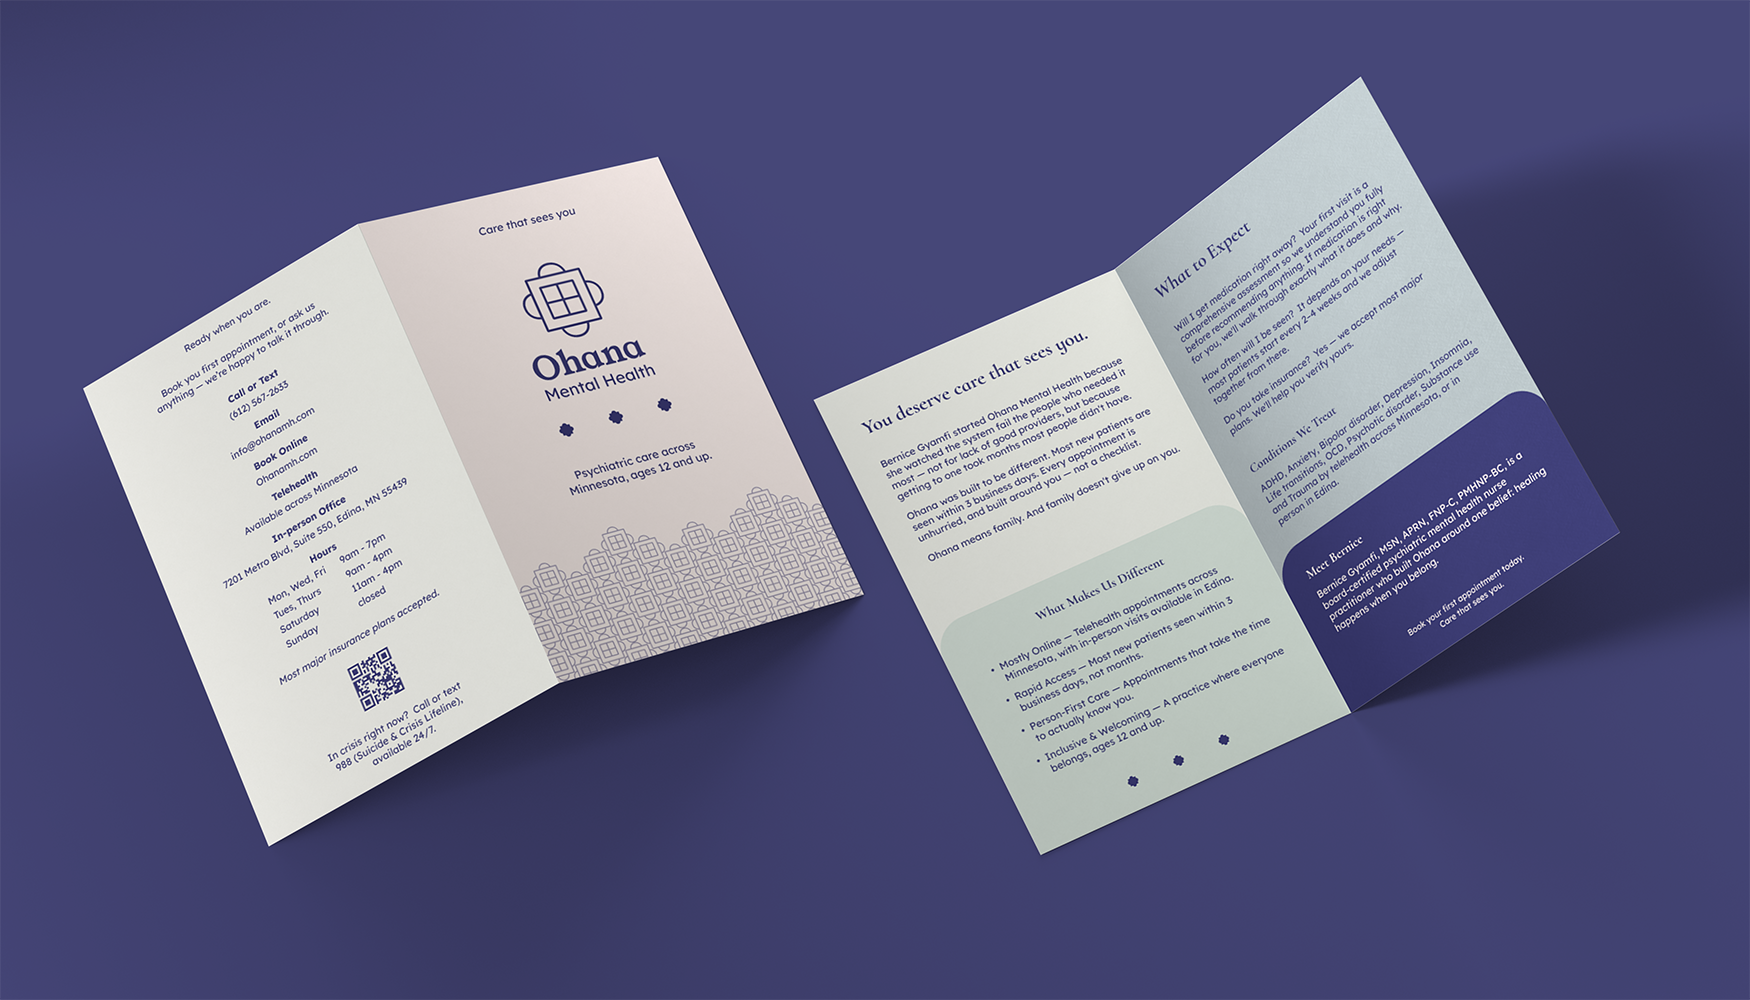 Ready when you are.
Book you first appointment, or ask us
anything — we're happy to talk it through.
Call or Text
(612) 567-2633
Email
info@ohanamh.com
Book Online
Ohanamh.com
Telehealth
Available across Minnesota
In-person Office
7201 Metro Blvd, Suite 550, Edina, MN 55439
Hours
Mon, Wed, Fri 9am - 7pm
Tues, Thurs 9am - 4pm
Saturday 11am - 4pm
Sunday closed
Most major insurance plans accepted.
In crisis right now? Call or text
988 (Suicide & Crisis Lifeline),
available 24/7.
Care that sees you
Ohana
Mental Health
Psychiatric care across
Minnesota, ages 12 and up.
You deserve care that sees you.
Bernice Gyamfi started Ohana Mental Health because
she watched the system fail the people who needed it
most — not for lack of good providers, but because
getting to one took months most people didn't have.
Ohana was built to be different. Most new patients are
seen within 3 business days. Every appointment is
unhurried, and built around you — not a checklist.
Ohana means family. And family doesn't give up on you.
What Makes Us Different
• Mostly Online — Telehealth appointments across
Minnesota, with in-person visits available in Edina.
• Rapid Access — Most new patients seen within 3
business days, not months.
• Person-First Care — Appointments that take the time
to actually know you.
• Inclusive & Welcoming — A practice where everyone
belongs, ages 12 and up.
What to Expect
Will I get medication right away? Your first visit is a
comprehensive assessment so we understand you fully
before recommending anything. If medication is right
for you, we'll walk through exactly what it does and why.
How often will I be seen? It depends on your needs —
most patients start every 2-4 weeks and we adjust
together from there.
Do you take insurance? Yes — we accept most major
plans. We'll help you verify yours.
Conditions We Treat
ADHD, Anxiety, Bipolar disorder, Depression, Insomnia,
Life transitions, OCD, Psychotic disorder, Substance use
and Trauma by telehealth across Minnesota, or in
person in Edina.
Meet Bernice
Bernice Gyamfi, MSN, APRN, FNP-C, PMHNP-BC, is a
board-certified psychiatric mental health nurse
practitioner who built Ohana around one belief: healing
happens when you belong.
Book your first appointment today.
Care that sees you.